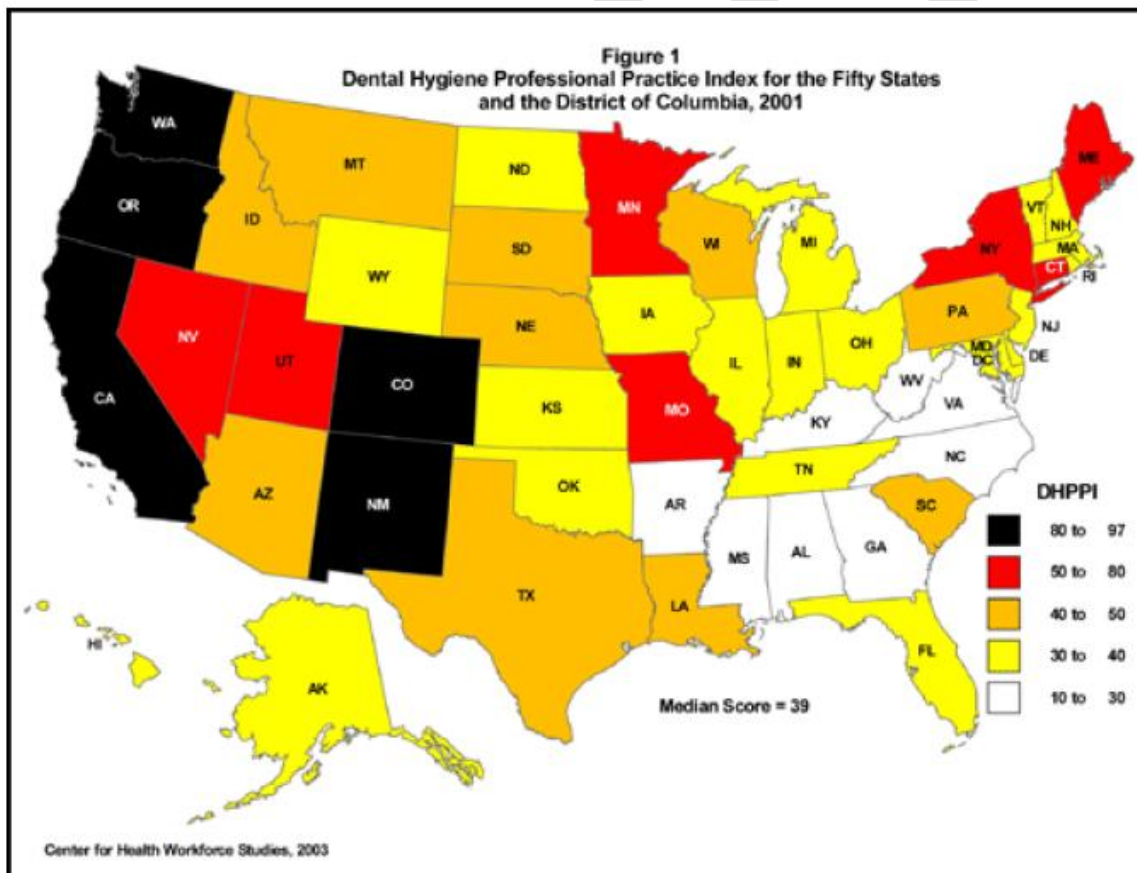 Figure 1
Dental Hygiene Professional Practice Index for the Fifty States
and the District of Columbia, 2001
WA
OR
CA
NV
ID
MT
WY
UT
AZ
CO
NM
ND
SD
NE
KS
OK
TX
MN
IA
MO
AR
LA
WI
IL
MI
IN
OH
KY
TN
MS
AL
GA
FL
SC
NC
VA
WV
PA
NY
VT
NH
ME
MA
CT
RI
NJ
DE
MD
DC
HI
AK
DHPPI
80 to 97
50 to 80
40 to 50
30 to 40
10 to 30
Median Score = 39
Center for Health Workforce Studies, 2003